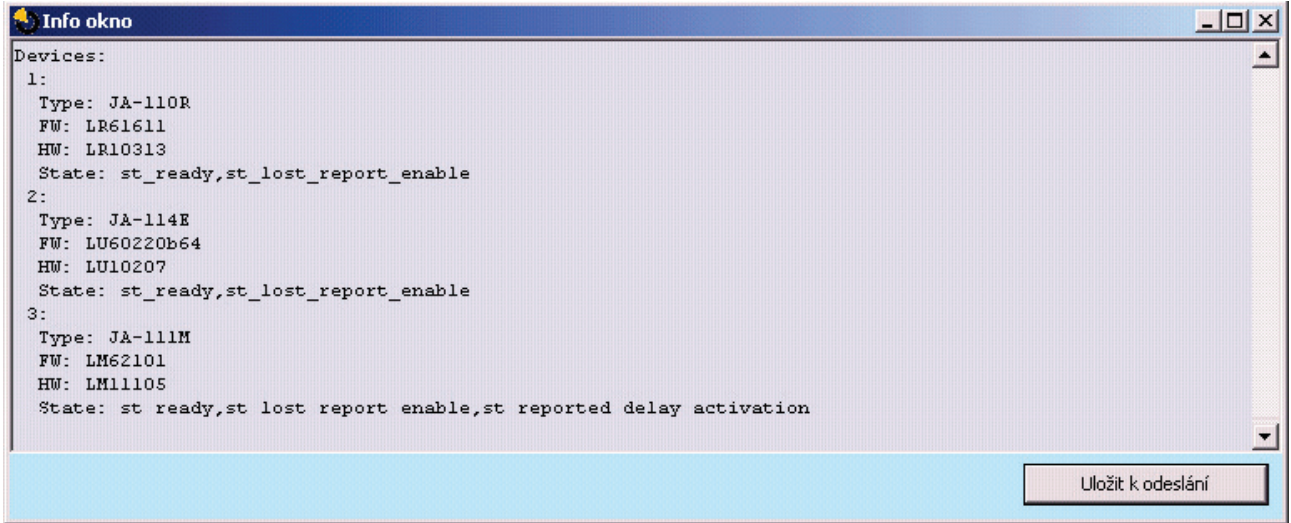 Info okno
Devices:
1:
Type: JA-110R
FW: LR61611
HW: LR10313
State: st_ready,st_lost_report_enable
2:
Type: JA-114E
FW: LU60220b64
HW: LU10207
State: st_ready,st_lost_report_enable
3:
Type: JA-111M
FW: LM62101
HW: LM11105
State: st ready,st lost report enable,st reported delay activation
Uložit k odeslání